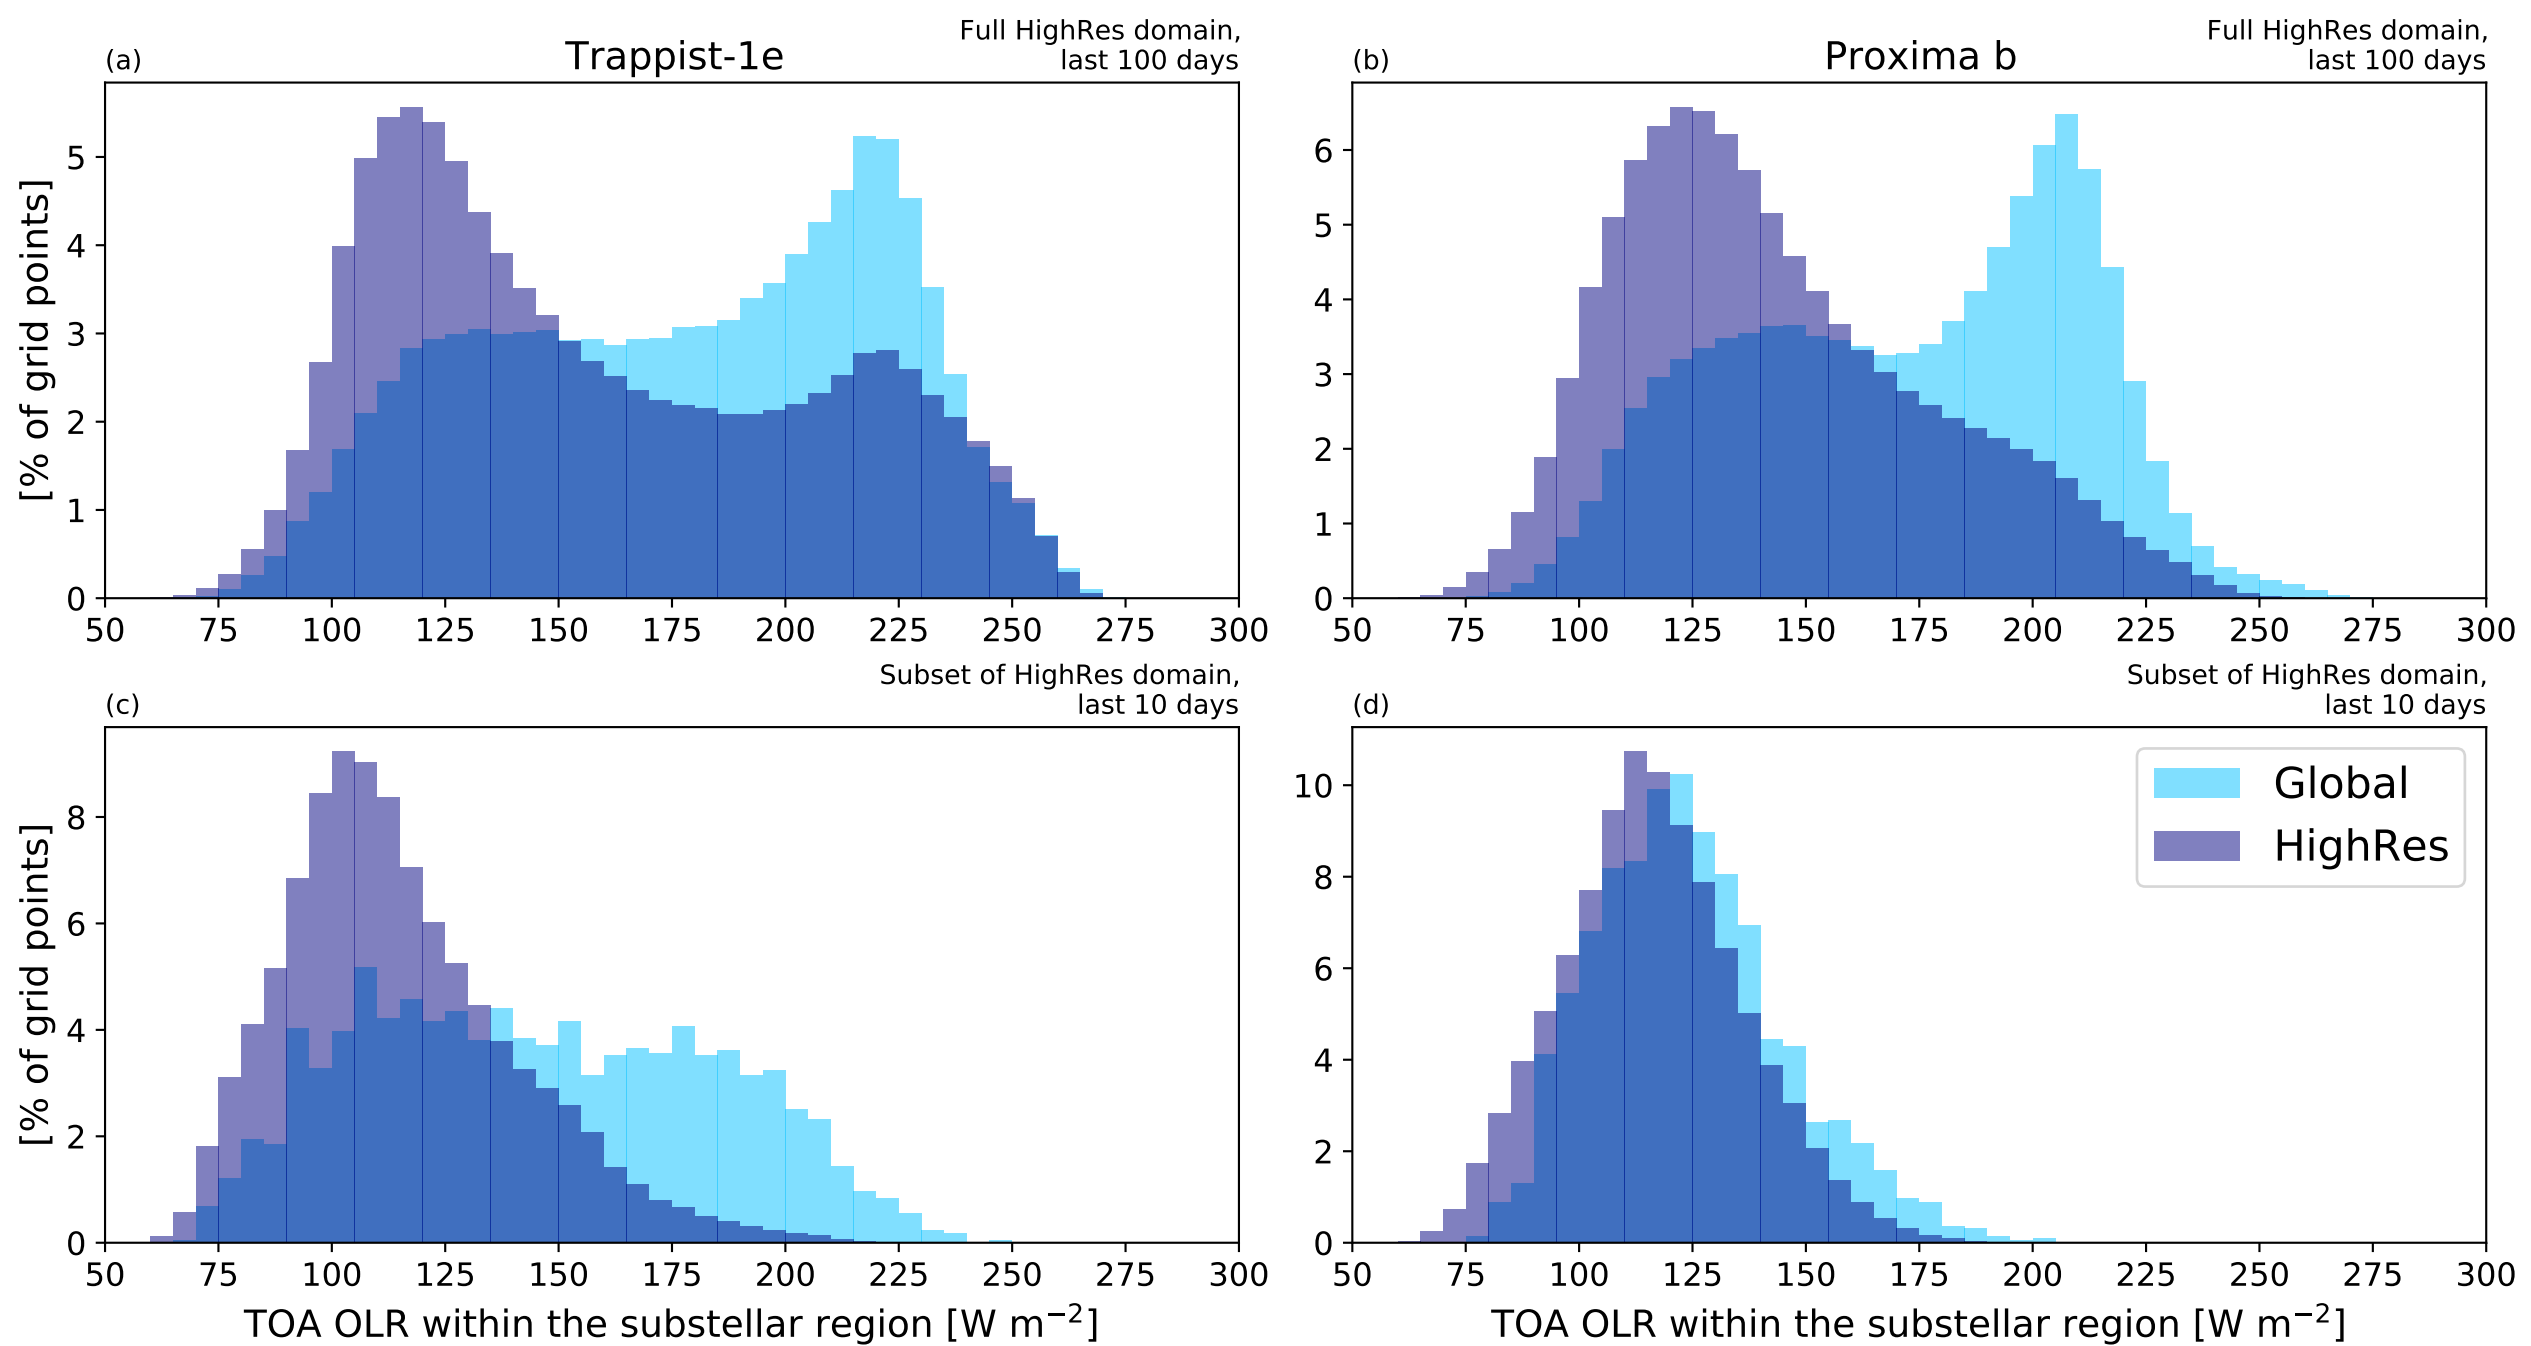 Full HighRes domain,
last 100 days
(a)
Trappist-1e
[% of grid points]
5
4
3
2
1
0
50 75 100 125 150 175 200 225 250 275 300
Full HighRes domain,
last 100 days
(b)
Proxima b
6
5
4
3
2
1
0
50 75 100 125 150 175 200 225 250 275 300
Subset of HighRes domain,
last 10 days
(c)
[% of grid points]
8
6
4
2
0
50 75 100 125 150 175 200 225 250 275 300
TOA OLR within the substellar region [W m⁻²]
Subset of HighRes domain,
last 10 days
(d)
Global
HighRes
10
8
6
4
2
0
50 75 100 125 150 175 200 225 250 275 300
TOA OLR within the substellar region [W m⁻²]